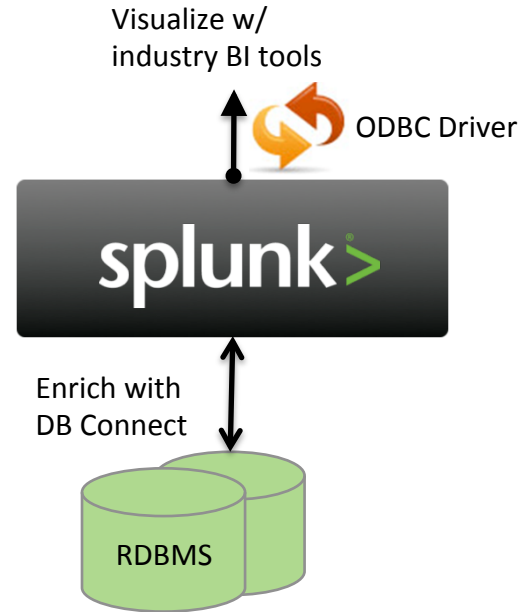 Visualize w/
industry BI tools
ODBC Driver
splunk>®
Enrich with
DB Connect
RDBMS